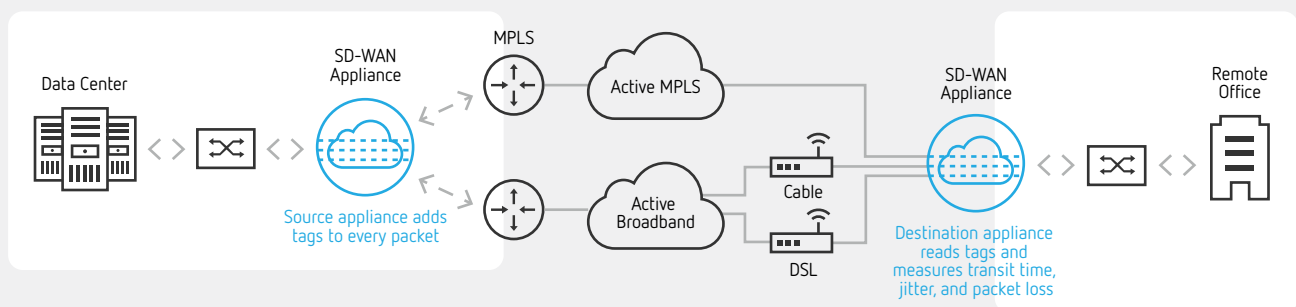 Data Center
SD-WAN
Appliance
Source appliance adds
tags to every packet
MPLS
Active MPLS
Active
Broadband
Cable
DSL
SD-WAN
Appliance
Destination appliance
reads tags and
measures transit time,
jitter, and packet loss
Remote
Office